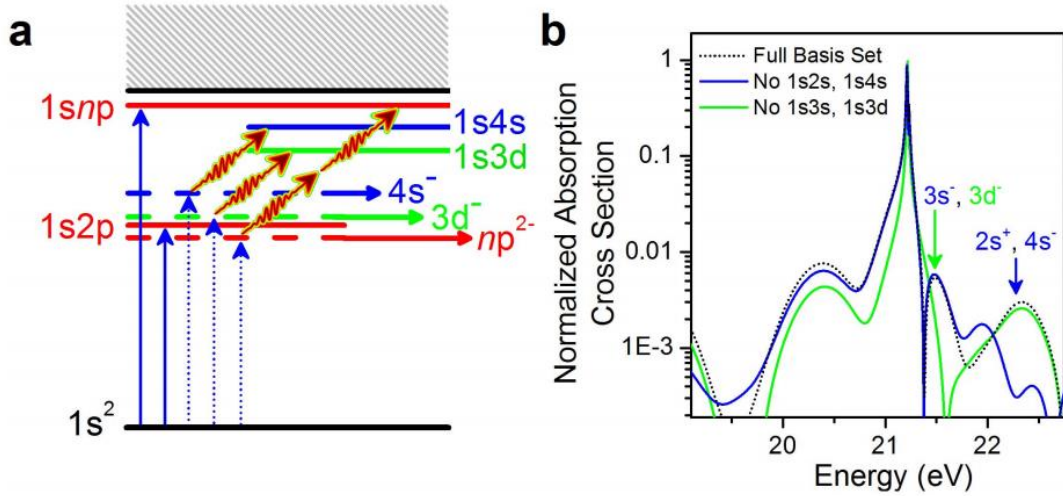 a
1snp
1s4s
1s3d
4s⁻
3d⁻
1s2p
np²⁻
1s²
b
Normalized Absorption
Cross Section
1
0.1
0.01
1E-3
Full Basis Set
No 1s2s, 1s4s
No 1s3s, 1s3d
3s⁻, 3d⁻
2s⁺, 4s⁻
20
21
22
Energy (eV)